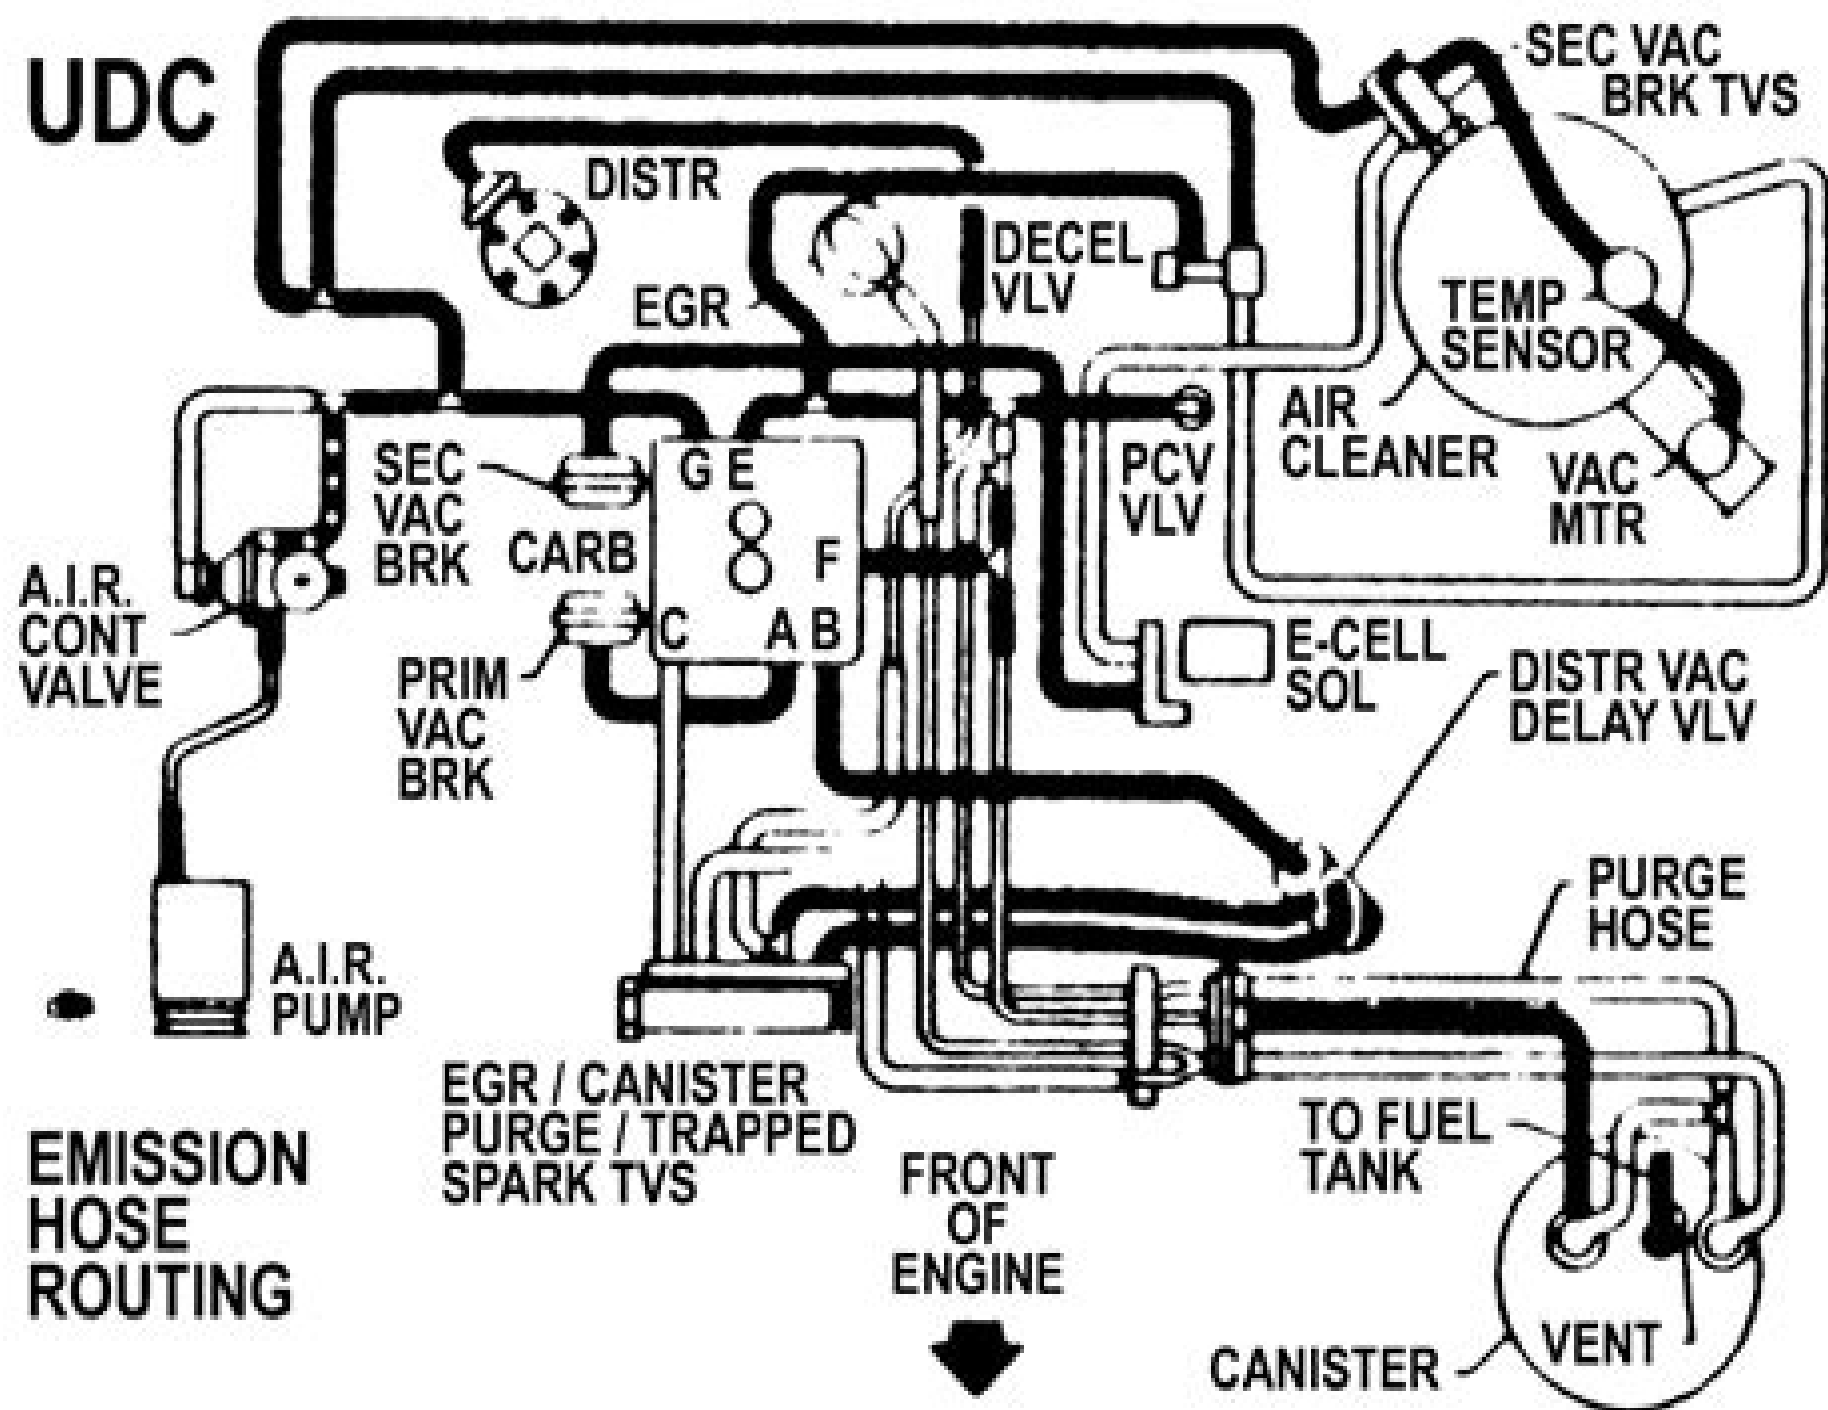 UDC
SEC VAC
BRK TVS
DISTR
DECEL
VLV
EGR
TEMP
SENSOR
AIR
CLEANER
VAC
MTR
PCV
VLV
SEC
VAC
BRK
CARB
G E
F
C
A B
A.I.R.
CONT
VALVE
PRIM
VAC
BRK
E-CELL
SOL
DISTR VAC
DELAY VLV
PURGE
HOSE
A.I.R.
PUMP
EGR / CANISTER
PURGE / TRAPPED
SPARK TVS
TO FUEL
TANK
EMISSION
HOSE
ROUTING
FRONT
OF
ENGINE
VENT
CANISTER